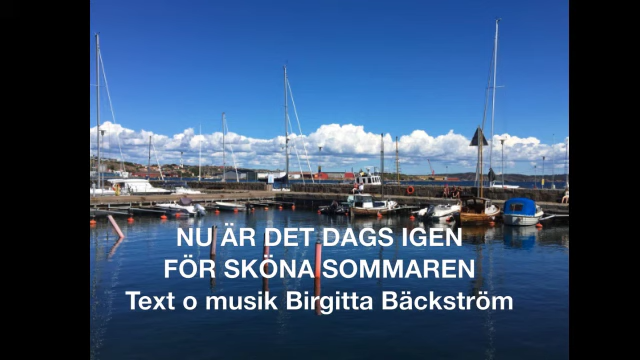 NU ÄR DET DAGS IGEN
FÖR SKÖNA SOMMAREN
Text o musik Birgitta Bäckström